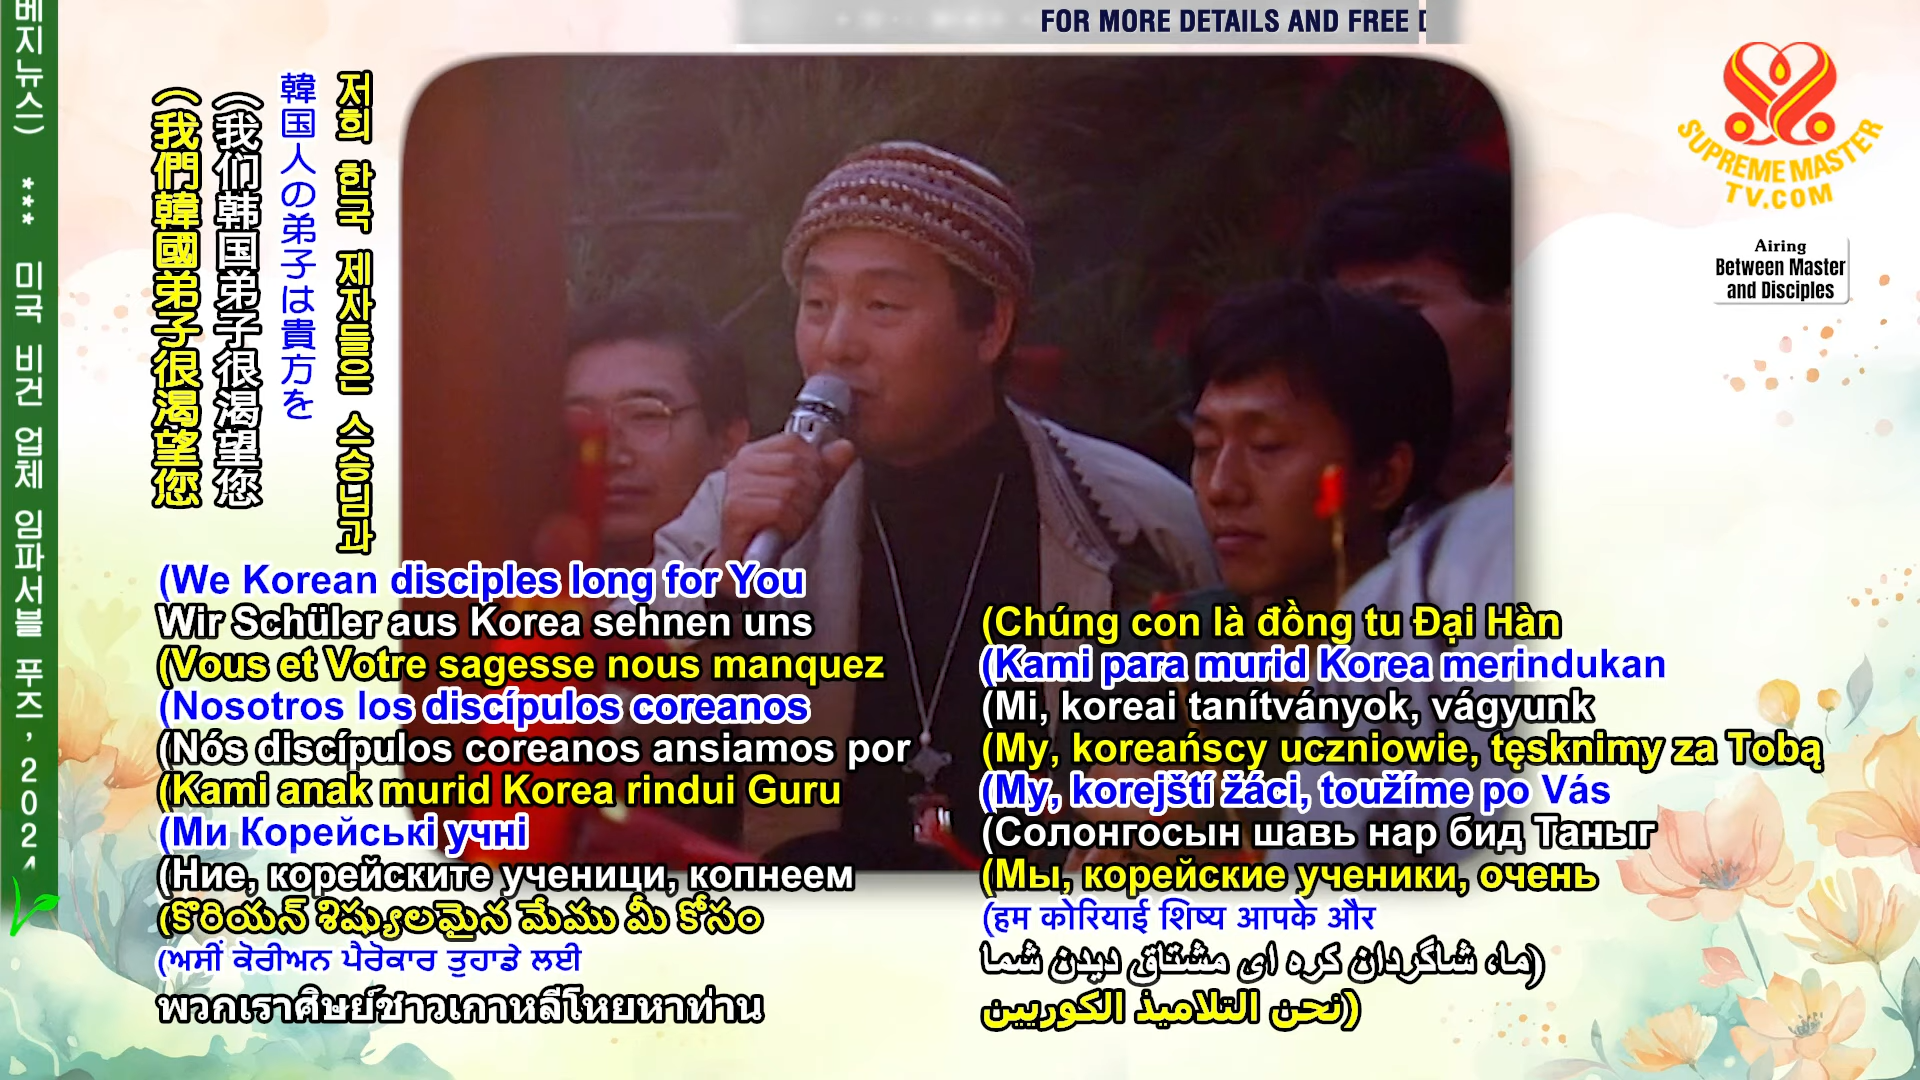 FOR MORE DETAILS AND FREE
SUPREME MASTER
TV.COM
Airing
Between Master
and Disciples
베지뉴스) *** 미국 비건 업체 임파서블 푸즈, 202
(我們韓國弟子很渴望您
(我们韩国弟子很渴望您
韓国人の弟子は貴方を
저희 한국 제자들은 스승님과
(We Korean disciples long for You
Wir Schüler aus Korea sehnen uns
(Vous et Votre sagesse nous manquez
(Nosotros los discípulos coreanos
(Nós discípulos coreanos ansiamos por
(Kami anak murid Korea rindui Guru
(Ми Корейські учні
(Ние, корейските ученици, копнеем
(కొరియన్ శిష్యులమైన మేము మీ కోసం
(ਅਸੀਂ ਕੋਰੀਅਨ ਪੈਰੋਕਾਰ ਤੁਹਾਡੇ ਲਈ
พวกเราศิษย์ชาวเกาหลีโหยหาท่าน
(Chúng con là đồng tu Đại Hàn
(Kami para murid Korea merindukan
(Mi, koreai tanítványok, vágyunk
(My, koreańscy uczniowie, tęsknimy za Tobą
(My, korejští žáci, toužíme po Vás
(Солонгосын шавь нар бид Таныг
(Мы, корейские ученики, очень
(हम कोरियाई शिष्य आपके और
(ما، شاگردان کره ای مشتاق دیدن شما
(نحن التلاميذ الكوريين